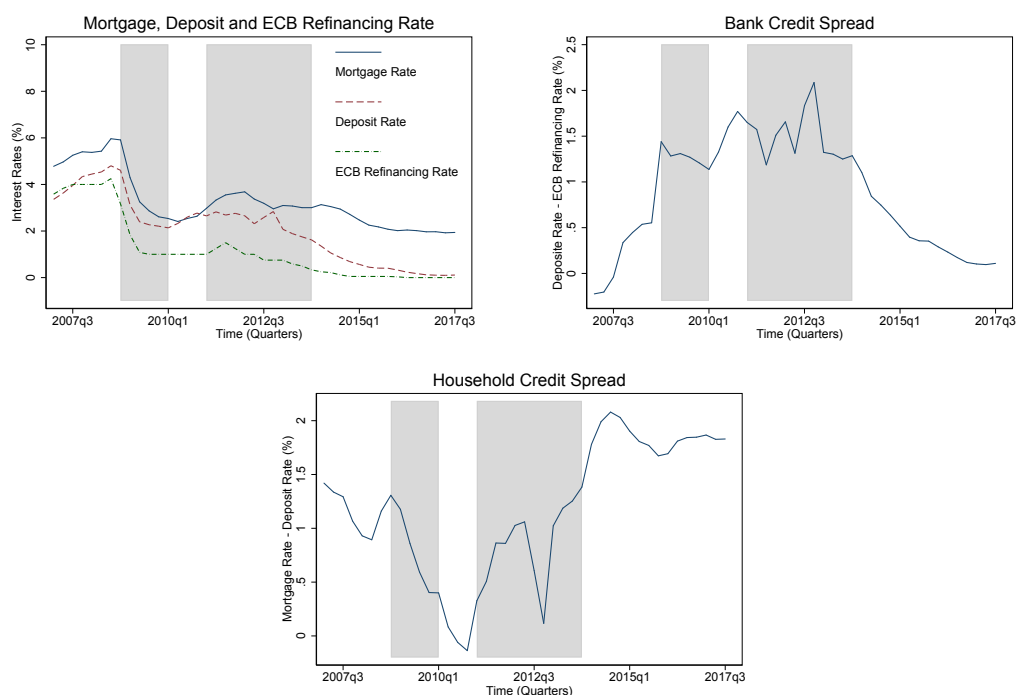 Mortgage, Deposit and ECB Refinancing Rate
Interest Rates (%)
10
8
6
4
2
0
Mortgage Rate
Deposit Rate
ECB Refinancing Rate
2007q3 2010q1 2012q3 2015q1 2017q3
Time (Quarters)
Bank Credit Spread
Deposite Rate - ECB Refinancing Rate (%)
2.5
2
1.5
1
.5
0
2007q3 2010q1 2012q3 2015q1 2017q3
Time (Quarters)
Household Credit Spread
Mortgage Rate - Deposit Rate (%)
2
1.5
1
.5
0
2007q3 2010q1 2012q3 2015q1 2017q3
Time (Quarters)